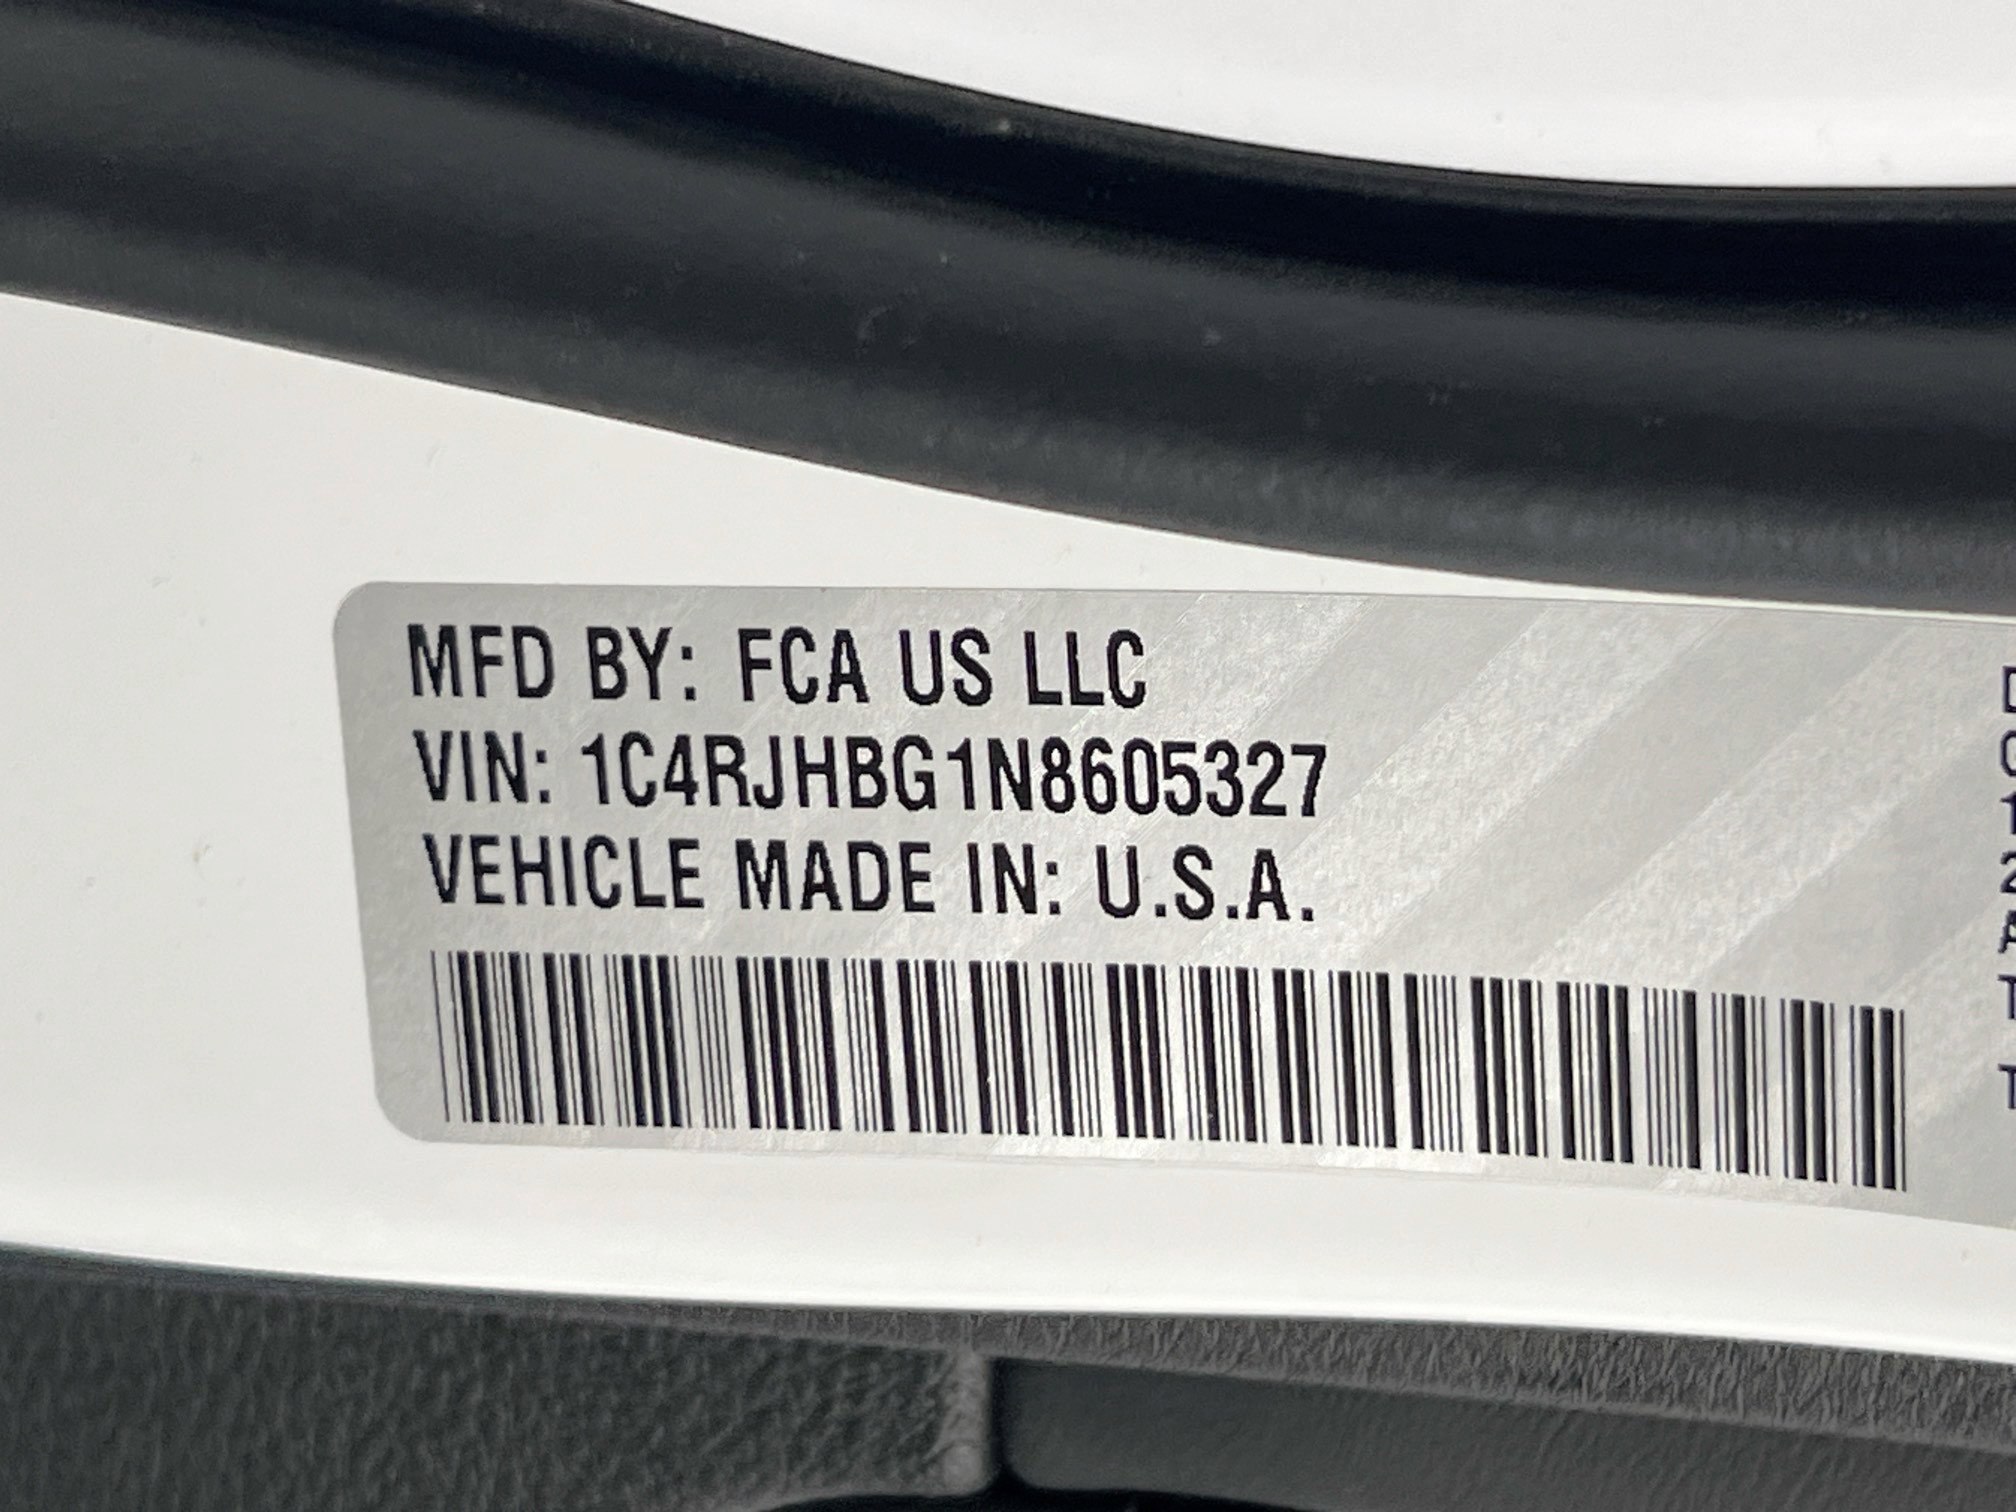 MFD BY: FCA US LLC
VIN: 1C4RJHBG1N8605327
VEHICLE MADE IN: U.S.A.